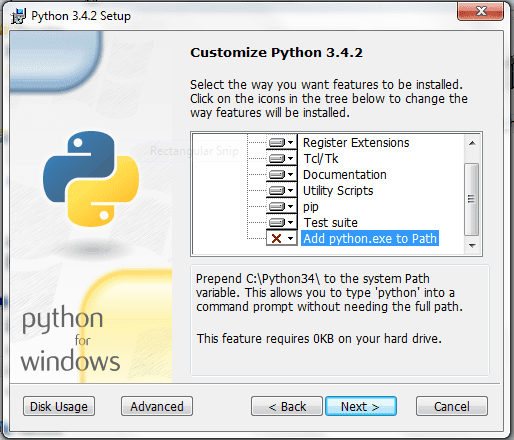 Python 3.4.2 Setup
Customize Python 3.4.2
Select the way you want features to be installed.
Click on the icons in the tree below to change the
way features will be installed.
Rectangular Snip
Register Extensions
Tcl/Tk
Documentation
Utility Scripts
pip
Test suite
Add python.exe to Path
Prepend C:\Python34\ to the system Path
variable. This allows you to type 'python' into a
command prompt without needing the full path.
This feature requires 0KB on your hard drive.
python
for
windows
Disk Usage
Advanced
< Back
Next >
Cancel